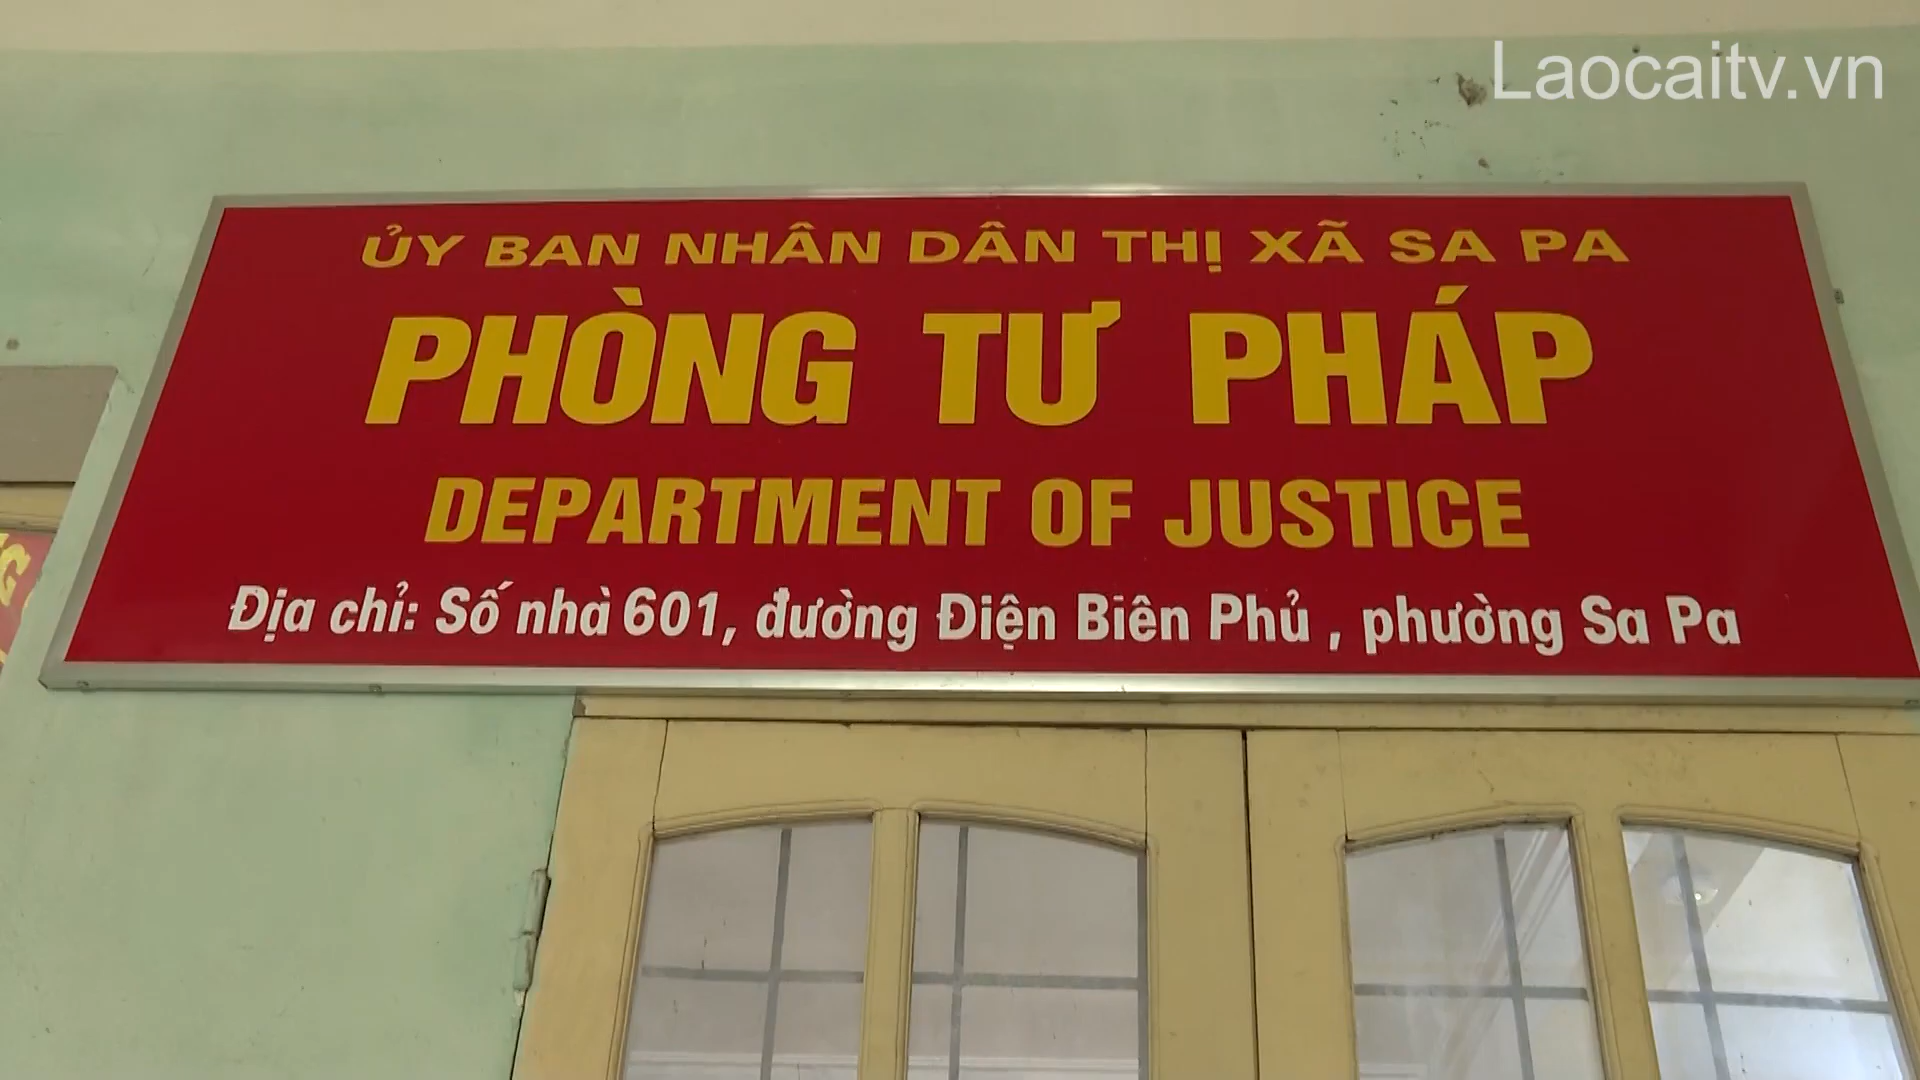 Laocaitv.vn
ỦY BAN NHÂN DÂN THỊ XÃ SA PA
PHÒNG TƯ PHÁP
DEPARTMENT OF JUSTICE
Địa chỉ: Số nhà 601, đường Điện Biên Phủ , phường Sa Pa